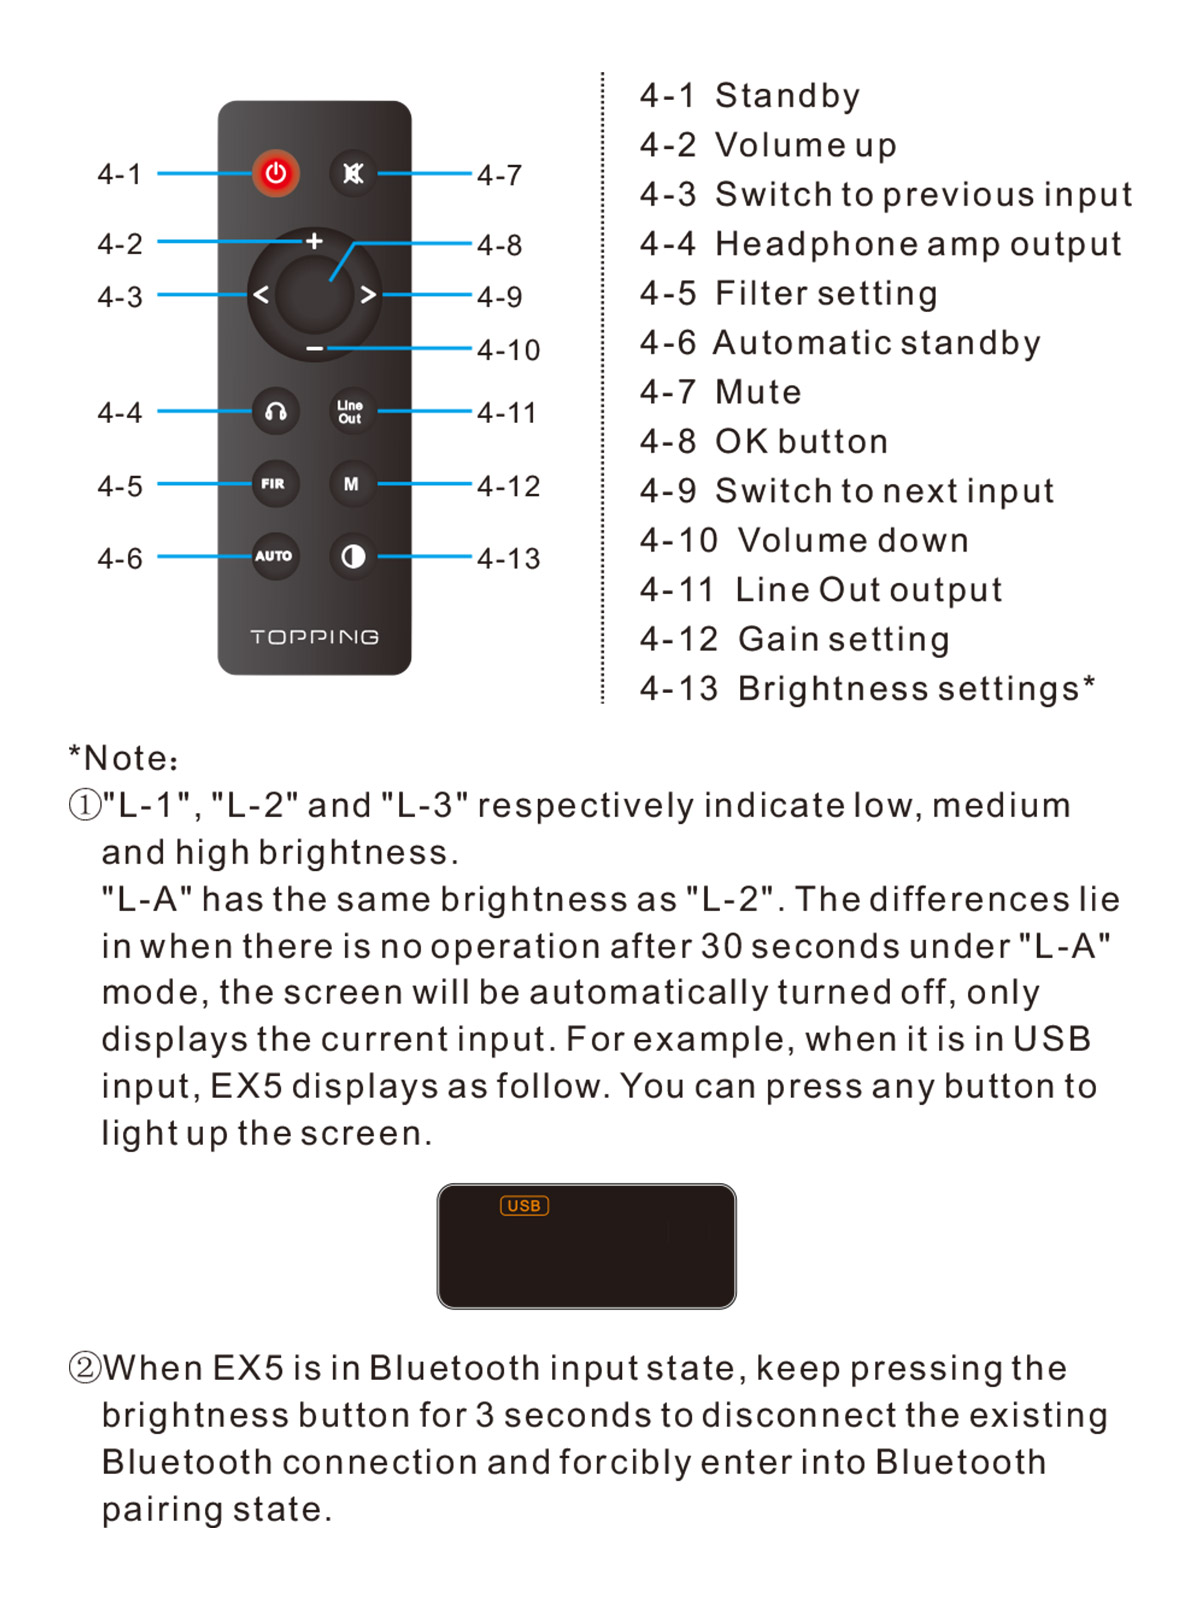 4-1
4-2
4-3
4-4
4-5
4-6
Line
Out
FIR
M
AUTO
TOPPING
4-7
4-8
4-9
4-10
4-11
4-12
4-13
4-1 Standby
4-2 Volume up
4-3 Switch to previous input
4-4 Headphone amp output
4-5 Filter setting
4-6 Automatic standby
4-7 Mute
4-8 OK button
4-9 Switch to next input
4-10 Volume down
4-11 Line Out output
4-12 Gain setting
4-13 Brightness settings*
*Note：
①"L-1", "L-2" and "L-3" respectively indicate low, medium
and high brightness.
"L-A" has the same brightness as "L-2". The differences lie
in when there is no operation after 30 seconds under "L-A"
mode, the screen will be automatically turned off, only
displays the current input. For example, when it is in USB
input, EX5 displays as follow. You can press any button to
light up the screen.
USB
②When EX5 is in Bluetooth input state, keep pressing the
brightness button for 3 seconds to disconnect the existing
Bluetooth connection and forcibly enter into Bluetooth
pairing state.